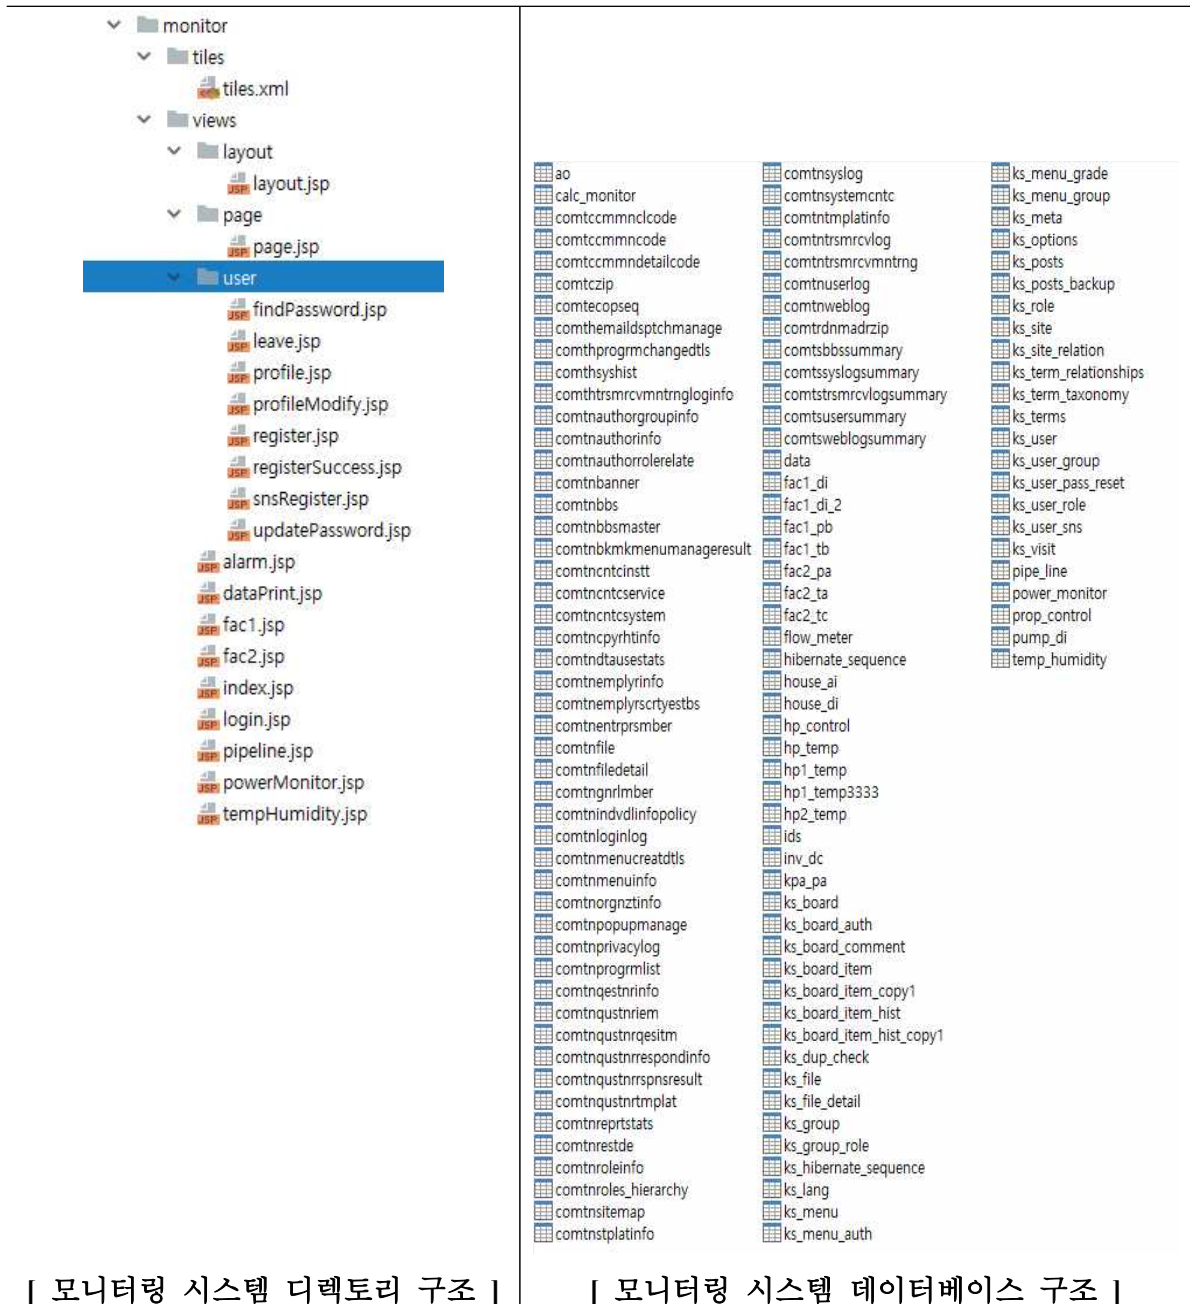 monitor
tiles
tiles.xml
views
layout
layout.jsp
page
page.jsp
user
findPassword.jsp
leave.jsp
profile.jsp
profileModify.jsp
register.jsp
registerSuccess.jsp
snsRegister.jsp
updatePassword.jsp
alarm.jsp
dataPrint.jsp
fac1.jsp
fac2.jsp
index.jsp
login.jsp
pipeline.jsp
powerMonitor.jsp
tempHumidity.jsp
[ 모니터링 시스템 디렉토리 구조 ]
ao
calc_monitor
comtccmmnclcode
comtccmmncode
comtccmmndetailcode
comtczip
comtecopseq
comthemaildsptchmanage
comthprogrmchangedtls
comthsyshist
comthtrsmrcvmntrngloginfo
comtnauthorgroupinfo
comtnauthorinfo
comtnauthorrolerelate
comtnbanner
comtnbbs
comtnbbsmaster
comtnbkmkmenumanageresult
comtncntcinstt
comtncntcservice
comtncntcsystem
comtncpyrhtinfo
comtndtausestats
comtnemplyrinfo
comtnemplyrscrtyestbs
comtnentrprsmber
comtnfile
comtnfiledetail
comtngnrlmber
comtnindvdlinfopolicy
comtnloginlog
comtnmenucreatdtls
comtnmenuinfo
comtnorgnztinfo
comtnpopupmanage
comtnprivacylog
comtnprogrmlist
comtnqestnrinfo
comtnqustnriem
comtnqustnrqesitm
comtnqustnrrespondinfo
comtnqustnrrspnsresult
comtnqustnrtmplat
comtnreprtstats
comtnrestde
comtnroleinfo
comtnroles_hierarchy
comtnsitemap
comtnstplatinfo
comtnsyslog
comtnsystemcntc
comtntmplatinfo
comtntrsmrcvlog
comtntrsmrcvmntrng
comtnuserlog
comtnweblog
comtrdnmadrzip
comtsbbssummary
comtssyslogsummary
comtstrsmrcvlogsummary
comtsusersummary
comtsweblogsummary
data
fac1_di
fac1_di_2
fac1_pb
fac1_tb
fac2_pa
fac2_ta
fac2_tc
flow_meter
hibernate_sequence
house_ai
house_di
hp_control
hp_temp
hp1_temp
hp1_temp3333
hp2_temp
ids
inv_dc
kpa_pa
ks_board
ks_board_auth
ks_board_comment
ks_board_item
ks_board_item_copy1
ks_board_item_hist
ks_board_item_hist_copy1
ks_dup_check
ks_file
ks_file_detail
ks_group
ks_group_role
ks_hibernate_sequence
ks_lang
ks_menu
ks_menu_auth
ks_menu_grade
ks_menu_group
ks_meta
ks_options
ks_posts
ks_posts_backup
ks_role
ks_site
ks_site_relation
ks_term_relationships
ks_term_taxonomy
ks_terms
ks_user
ks_user_group
ks_user_pass_reset
ks_user_role
ks_user_sns
ks_visit
pipe_line
power_monitor
prop_control
pump_di
temp_humidity
[ 모니터링 시스템 데이터베이스 구조 ]